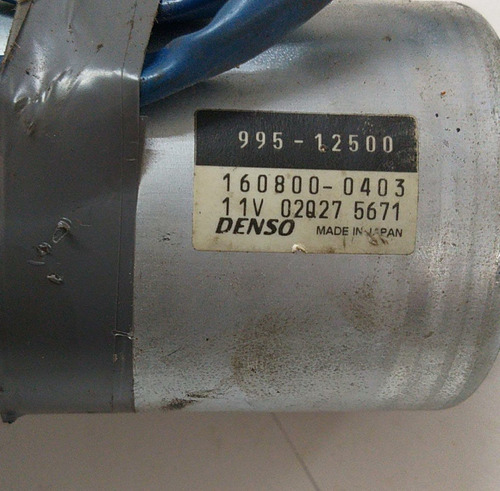 995-12500
160800-0403
11V 02Q27 5671
DENSO MADE IN JAPAN